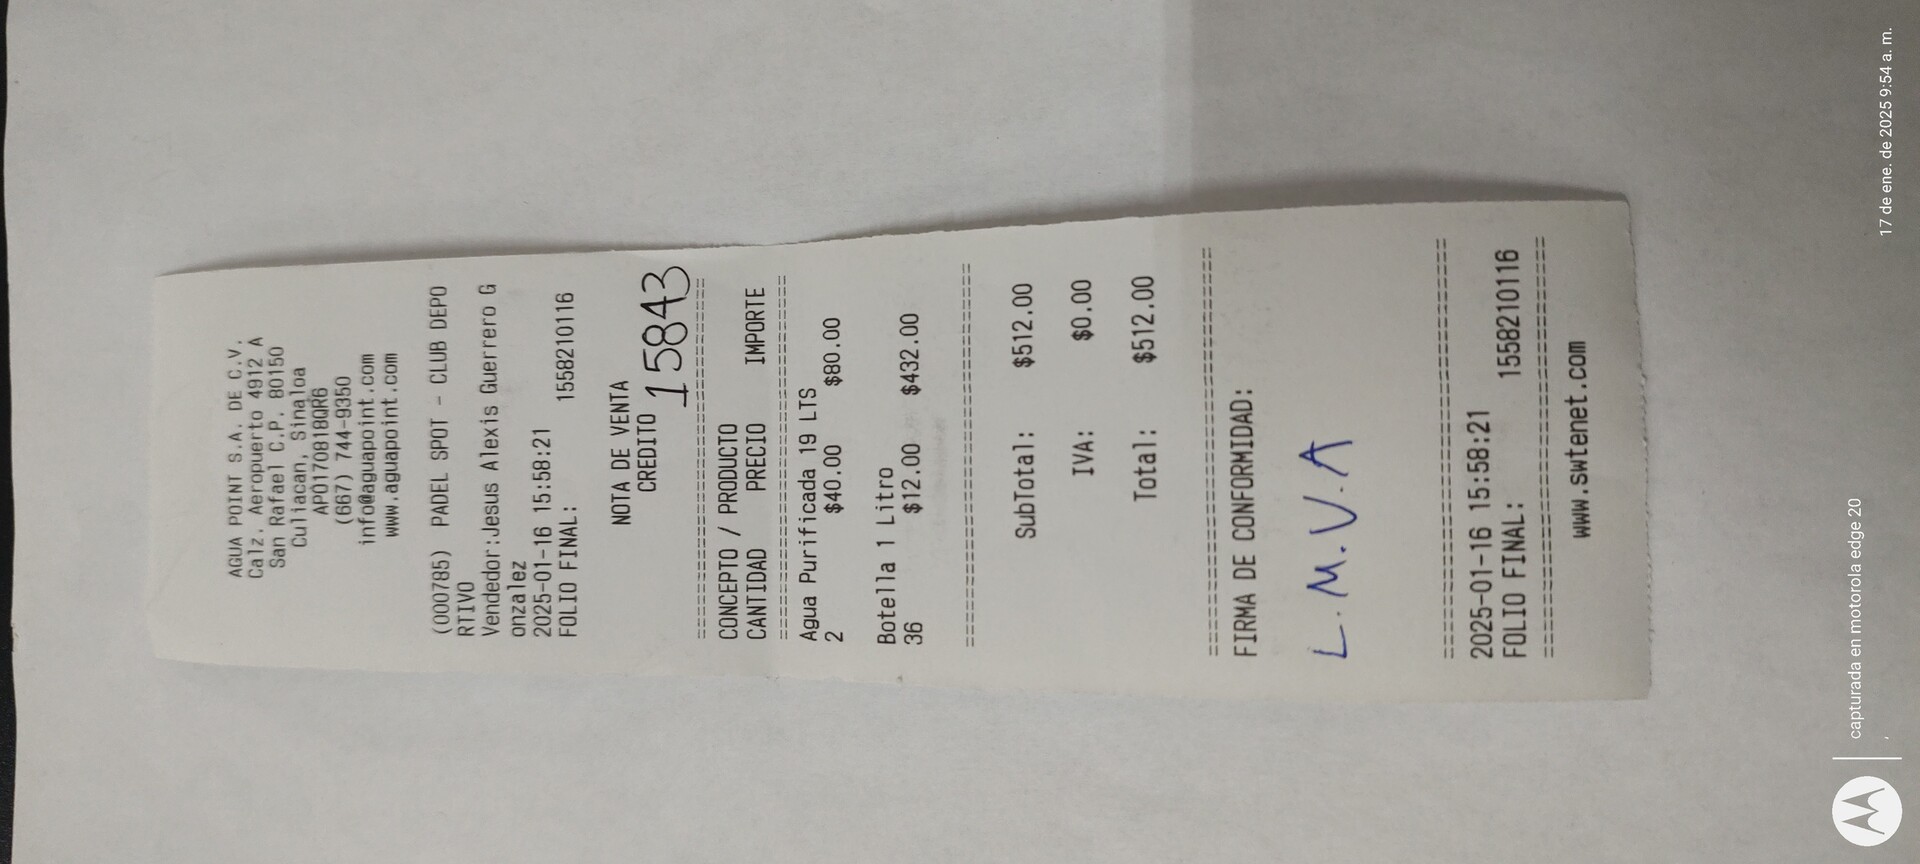 AGUA POINT S.A. DE C.V.
Calz. Aeropuerto 4912 A
San Rafael C.P. 80150
Culiacan, Sinaloa
APO170818QR6
(667) 744-9350
info@aguapoint.com
www.aguapoint.com
(000785) PADEL SPOT - CLUB DEPO
RTIVO
Vendedor:Jesus Alexis Guerrero G
onzalez
2025-01-16 15:58:21
FOLIO FINAL: 1558210116
NOTA DE VENTA
CREDITO 15843
================================
CONCEPTO / PRODUCTO
CANTIDAD PRECIO IMPORTE
================================
Agua Purificada 19 LTS
2 $40.00 $80.00
Botella 1 Litro
36 $12.00 $432.00
================================
SubTotal: $512.00
IVA: $0.00
Total: $512.00
================================
FIRMA DE CONFORMIDAD:
L.M.V.A
================================
2025-01-16 15:58:21
FOLIO FINAL: 1558210116
================================
www.swtenet.com
capturada en motorola edge 20
17 de ene. de 2025 9:54 a. m.